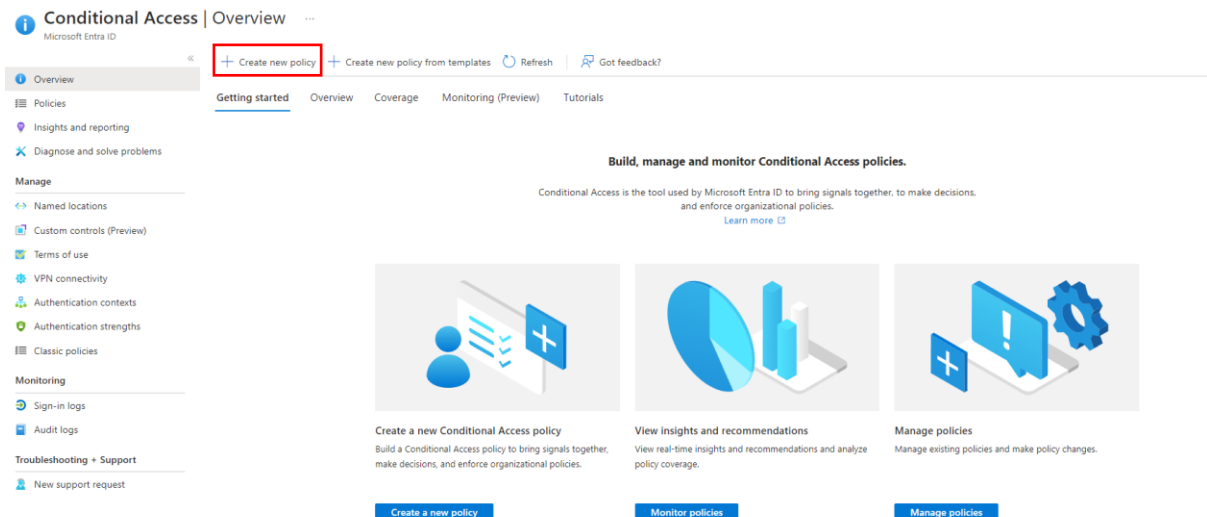 Conditional Access | Overview ...
Microsoft Entra ID
«
Create new policy
Create new policy from templates
Refresh
Got feedback?
Overview
Policies
Insights and reporting
Diagnose and solve problems
Manage
Named locations
Custom controls (Preview)
Terms of use
VPN connectivity
Authentication contexts
Authentication strengths
Classic policies
Monitoring
Sign-in logs
Audit logs
Troubleshooting + Support
New support request
Getting started
Overview
Coverage
Monitoring (Preview)
Tutorials
Build, manage and monitor Conditional Access policies.
Conditional Access is the tool used by Microsoft Entra ID to bring signals together, to make decisions,
and enforce organizational policies.
Learn more
Create a new Conditional Access policy
Build a Conditional Access policy to bring signals together,
make decisions, and enforce organizational policies.
Create a new policy
View insights and recommendations
View real-time insights and recommendations and analyze
policy coverage.
Monitor policies
Manage policies
Manage existing policies and make policy changes.
Manage policies